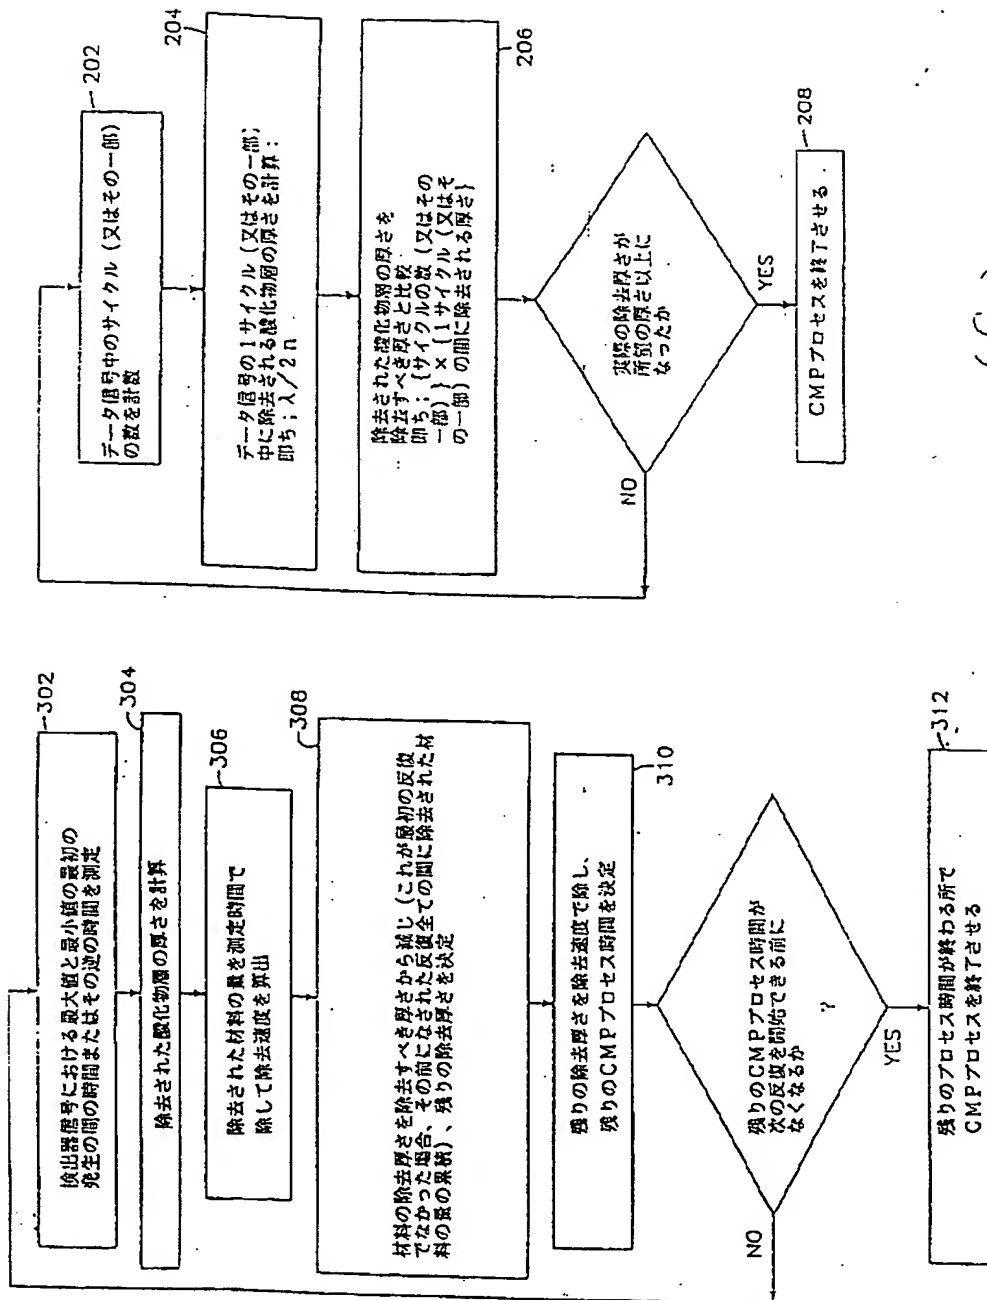 202
データ信号中のサイクル（又はその一部）
の数を計数
204
データ信号の１サイクル（又はその一部）
中に除去される酸化物層の厚さを計算：
即ち；λ／２n
206
除去された酸化物層の厚さを
除去すべき厚さと比較
即ち；{サイクルの数（又はその
一部）}×{１サイクル（又はそ
の一部）の間に除去される厚さ}
実際の除去厚さが
所望の厚さ以上に
なったか
NO
YES
208
CMPプロセスを終了させる
302
検出器信号における最大値と最小値の最初の
発生の間の時間またはその逆の時間を測定
304
除去された酸化物層の厚さを計算
306
除去された材料の量を測定時間で
除して除去速度を算出
308
材料の除去厚さを除去すべき厚さから減じ（これが最初の反復
でなかった場合、その前になされた反復全ての間に除去された材
料の量の累積）、残りの除去厚さを決定
310
残りの除去厚さを除去速度で除し、
残りのCMPプロセス時間を決定
残りのCMPプロセス時間が
次の反復を開始できる前に
なくなるか
?
NO
YES
312
残りのプロセス時間が終わる所で
CMPプロセスを終了させる